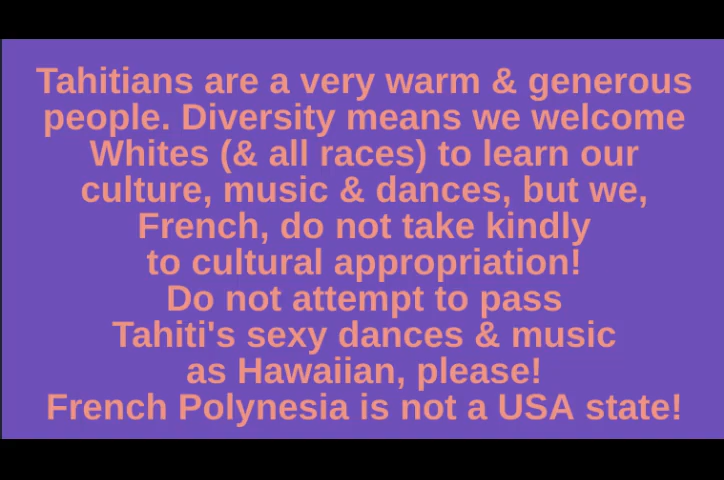 Tahitians are a very warm & generous
people. Diversity means we welcome
Whites (& all races) to learn our
culture, music & dances, but we,
French, do not take kindly
to cultural appropriation!
Do not attempt to pass
Tahiti's sexy dances & music
as Hawaiian, please!
French Polynesia is not a USA state!